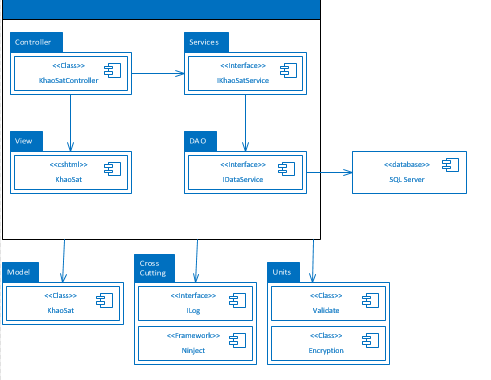 Controller
<<Class>>
KhaoSatController
Services
<<Interface>>
IKhaoSatService
View
<<cshtml>>
KhaoSat
DAO
<<Interface>>
IDataService
<<database>>
SQL Server
Model
<<Class>>
KhaoSat
Cross
Cutting
<<Interface>>
ILog
<<Framework>>
Ninject
Units
<<Class>>
Validate
<<Class>>
Encryption